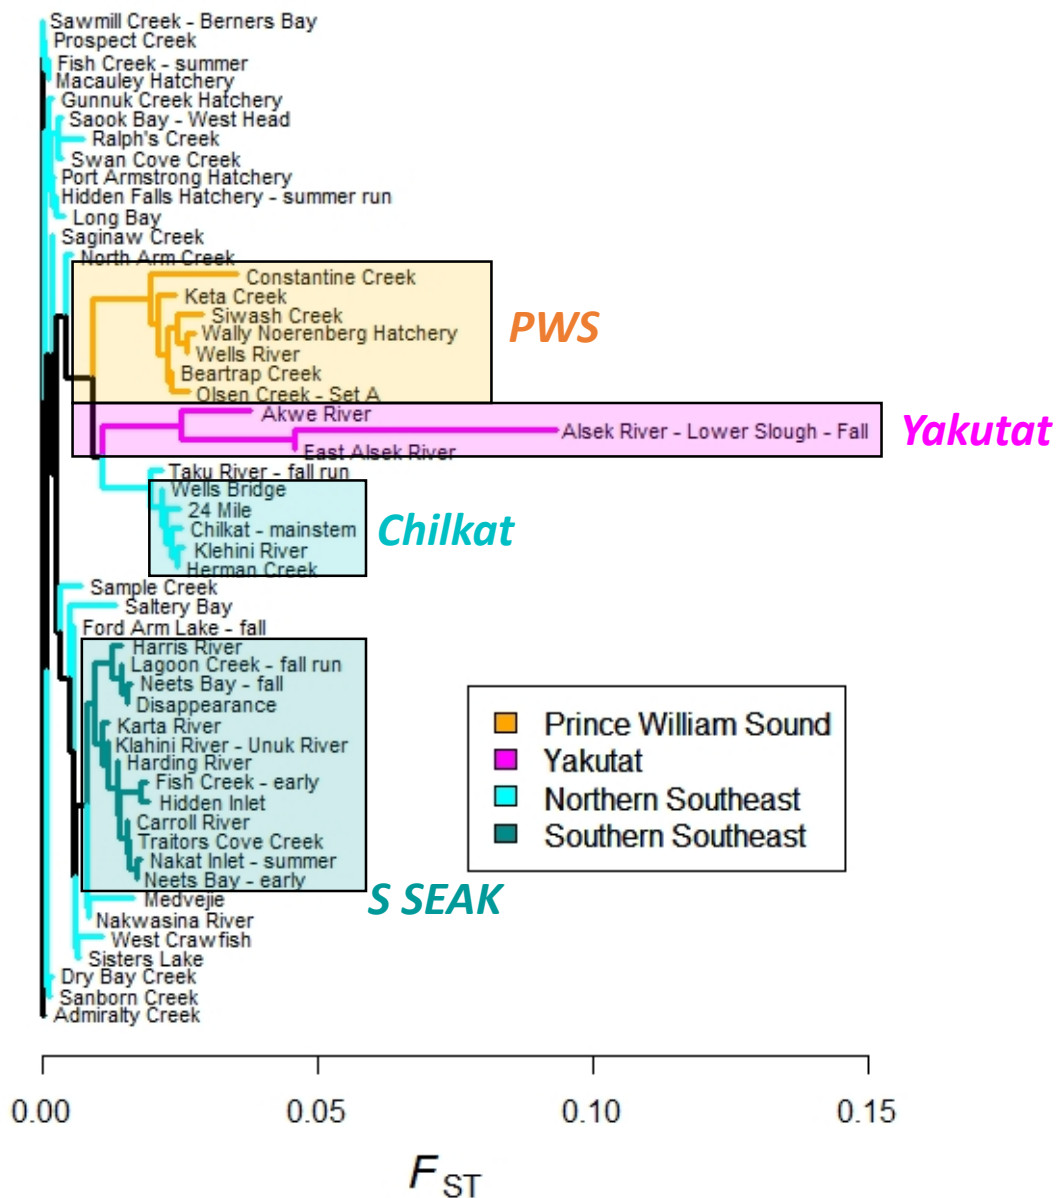 Sawmill Creek - Berners Bay
Prospect Creek
Fish Creek - summer
Macauley Hatchery
Gunnuk Creek Hatchery
Saook Bay - West Head
Ralph's Creek
Swan Cove Creek
Port Armstrong Hatchery
Hidden Falls Hatchery - summer run
Long Bay
Saginaw Creek
North Arm Creek
Constantine Creek
Keta Creek
Siwash Creek
PWS
Wally Noerenberg Hatchery
Wells River
Beartrap Creek
Olsen Creek - Set A
Akwe River
Alsek River - Lower Slough - Fall
Yakutat
East Alsek River
Taku River - fall run
Wells Bridge
24 Mile
Chilkat - mainstem
Chilkat
Klehini River
Herman Creek
Sample Creek
Saltery Bay
Ford Arm Lake - fall
Harris River
Lagoon Creek - fall run
Neets Bay - fall
Disappearance
Karta River
Klahini River - Unuk River
Harding River
Fish Creek - early
Hidden Inlet
Carroll River
Traitors Cove Creek
Nakat Inlet - summer
Neets Bay - early
S SEAK
Medvejie
Nakwasina River
West Crawfish
Sisters Lake
Dry Bay Creek
Sanborn Creek
Admiralty Creek
Prince William Sound
Yakutat
Northern Southeast
Southern Southeast
0.00 0.05 0.10 0.15
FST